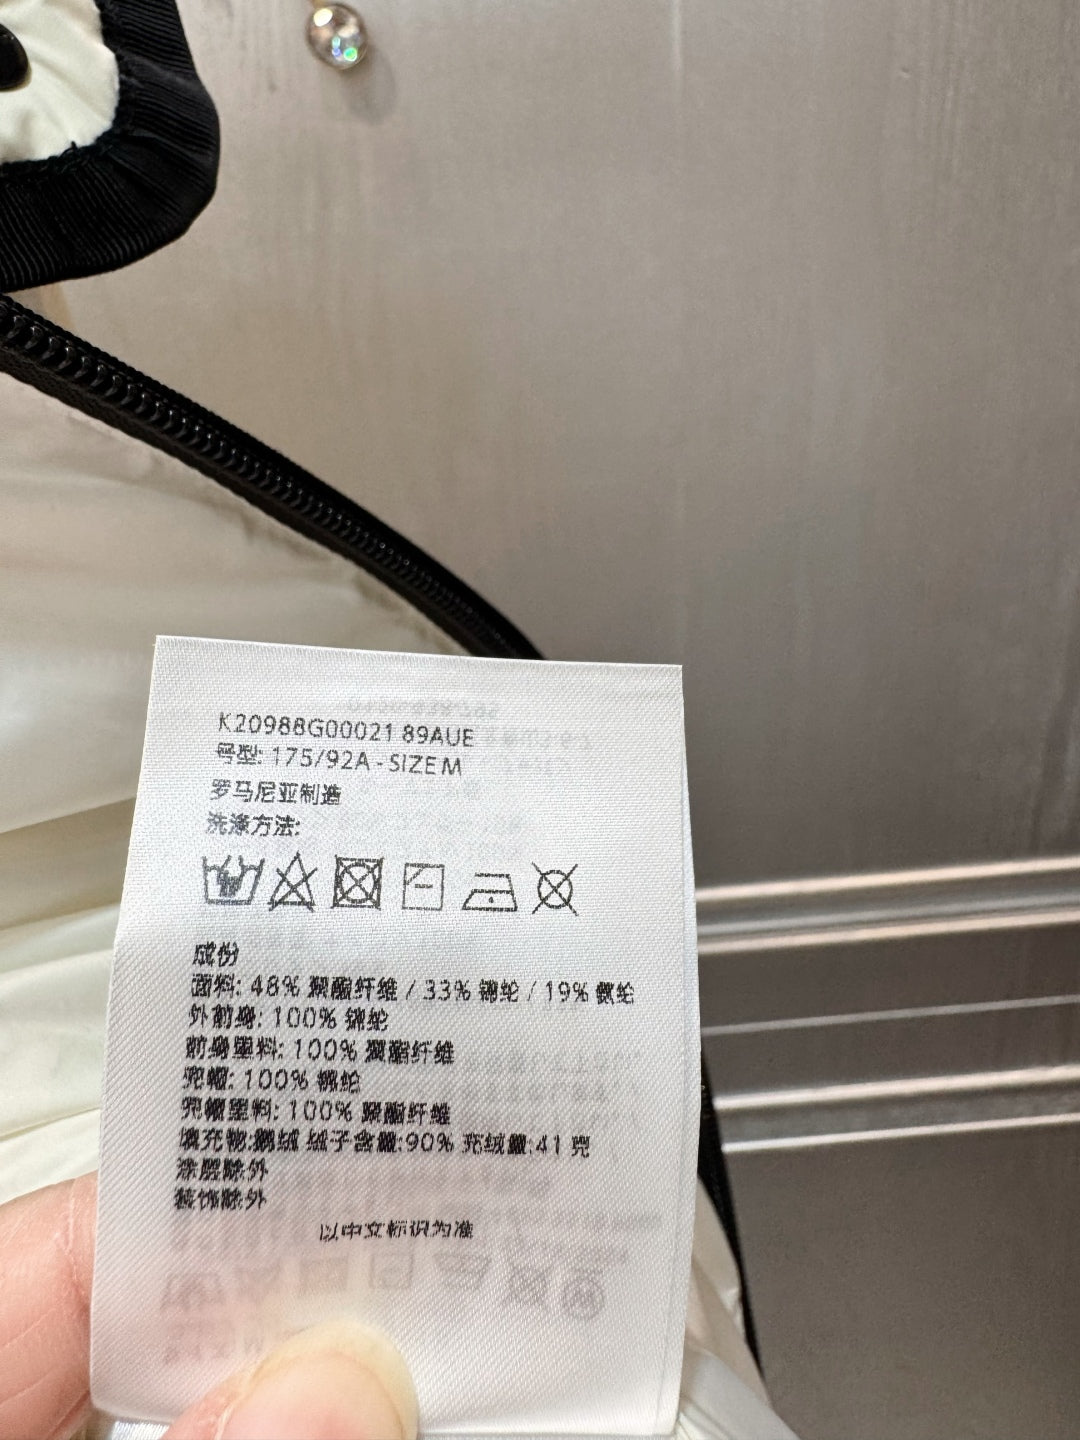 K20988G00021 89AUE
号型: 175/92A - SIZE M
罗马尼亚制造
洗涤方法:
成份
面料: 48% 聚酯纤维 / 33% 锦纶 / 19% 氨纶
外前身: 100% 锦纶
前身里料: 100% 聚酯纤维
兜帽: 100% 锦纶
兜帽里料: 100% 聚酯纤维
填充物:鹅绒 绒子含量:90% 充绒量:41 克
涂层除外
装饰除外
以中文标识为准